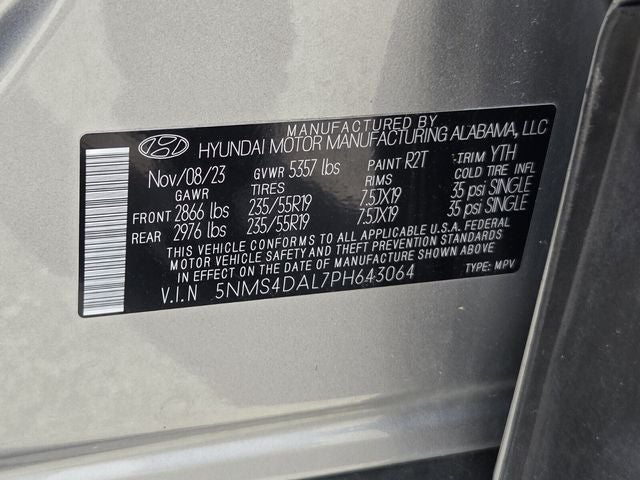 MANUFACTURED BY
HYUNDAI MOTOR MANUFACTURING ALABAMA, LLC
Nov/08/23 GVWR 5357 lbs PAINT R2T TRIM YTH
GAWR TIRES RIMS COLD TIRE INFL
FRONT 2866 lbs 235/55R19 7.57X19 35 psi SINGLE
REAR 2976 lbs 235/55R19 7.57X19 35 psi SINGLE
THIS VEHICLE CONFORMS TO ALL APPLICABLE U.S.A. FEDERAL
MOTOR VEHICLE SAFETY AND THEFT PREVENTION STANDARDS
IN EFFECT ON THE DATE OF MANUFACTURE SHOWN ABOVE.
V.I.N 5NMS4DAL7PH643064 TYPE: MPV